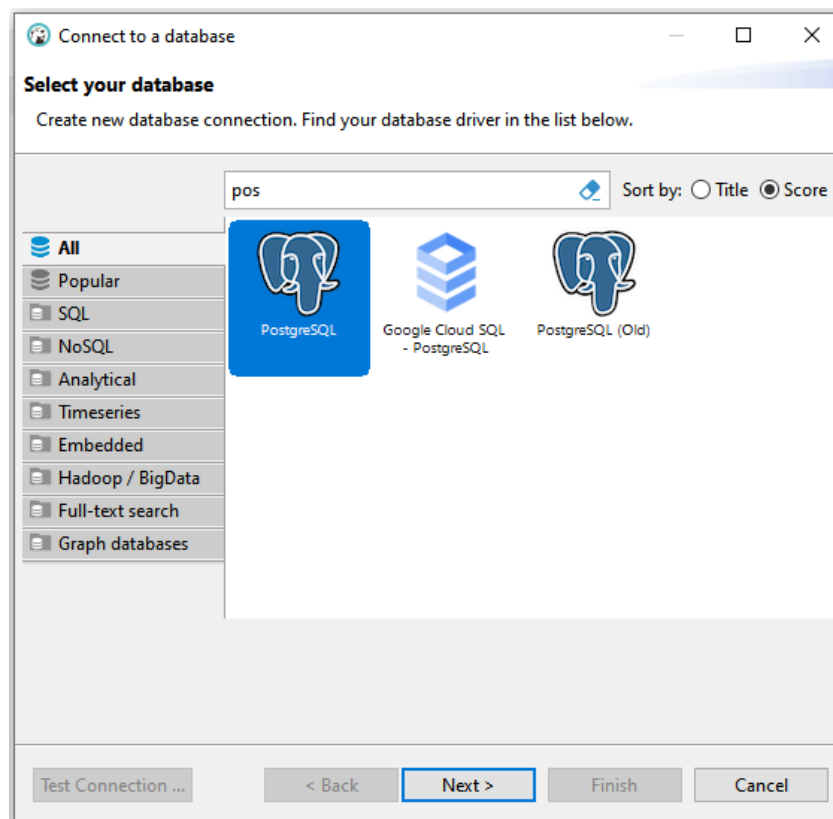 Connect to a database
Select your database
Create new database connection. Find your database driver in the list below.
pos
Sort by:
Title
Score
All
Popular
SQL
NoSQL
Analytical
Timeseries
Embedded
Hadoop / BigData
Full-text search
Graph databases
PostgreSQL
Google Cloud SQL
- PostgreSQL
PostgreSQL (Old)
Test Connection ...
< Back
Next >
Finish
Cancel